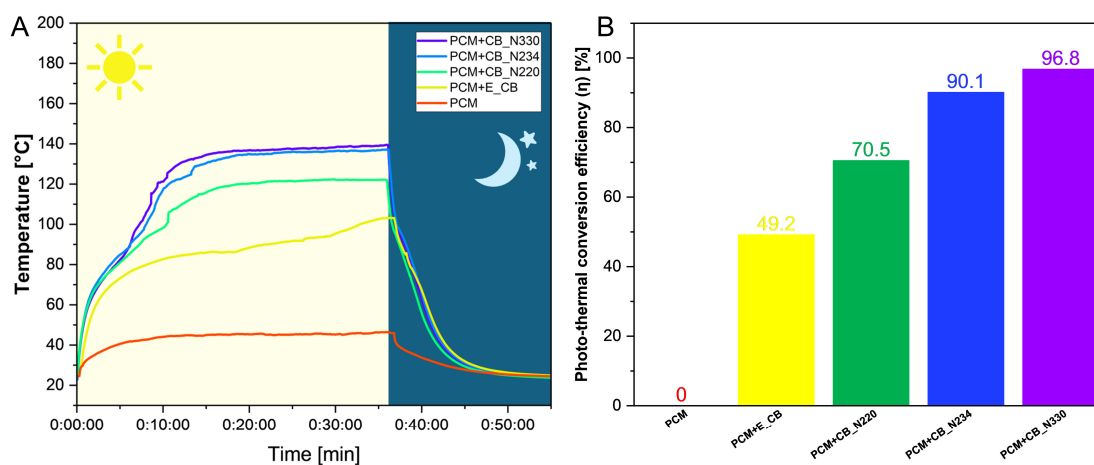 A
200
180
160
140
120
100
80
60
40
20
Temperature [°C]
0:00:00
0:10:00
0:20:00
0:30:00
0:40:00
0:50:00
Time [min]
PCM+CB_N330
PCM+CB_N234
PCM+CB_N220
PCM+E_CB
PCM
B
Photo-thermal conversion efficiency (η) [%]
100
80
60
40
20
0
0
49.2
70.5
90.1
96.8
PCM
PCM+E_CB
PCM+CB_N220
PCM+CB_N234
PCM+CB_N330